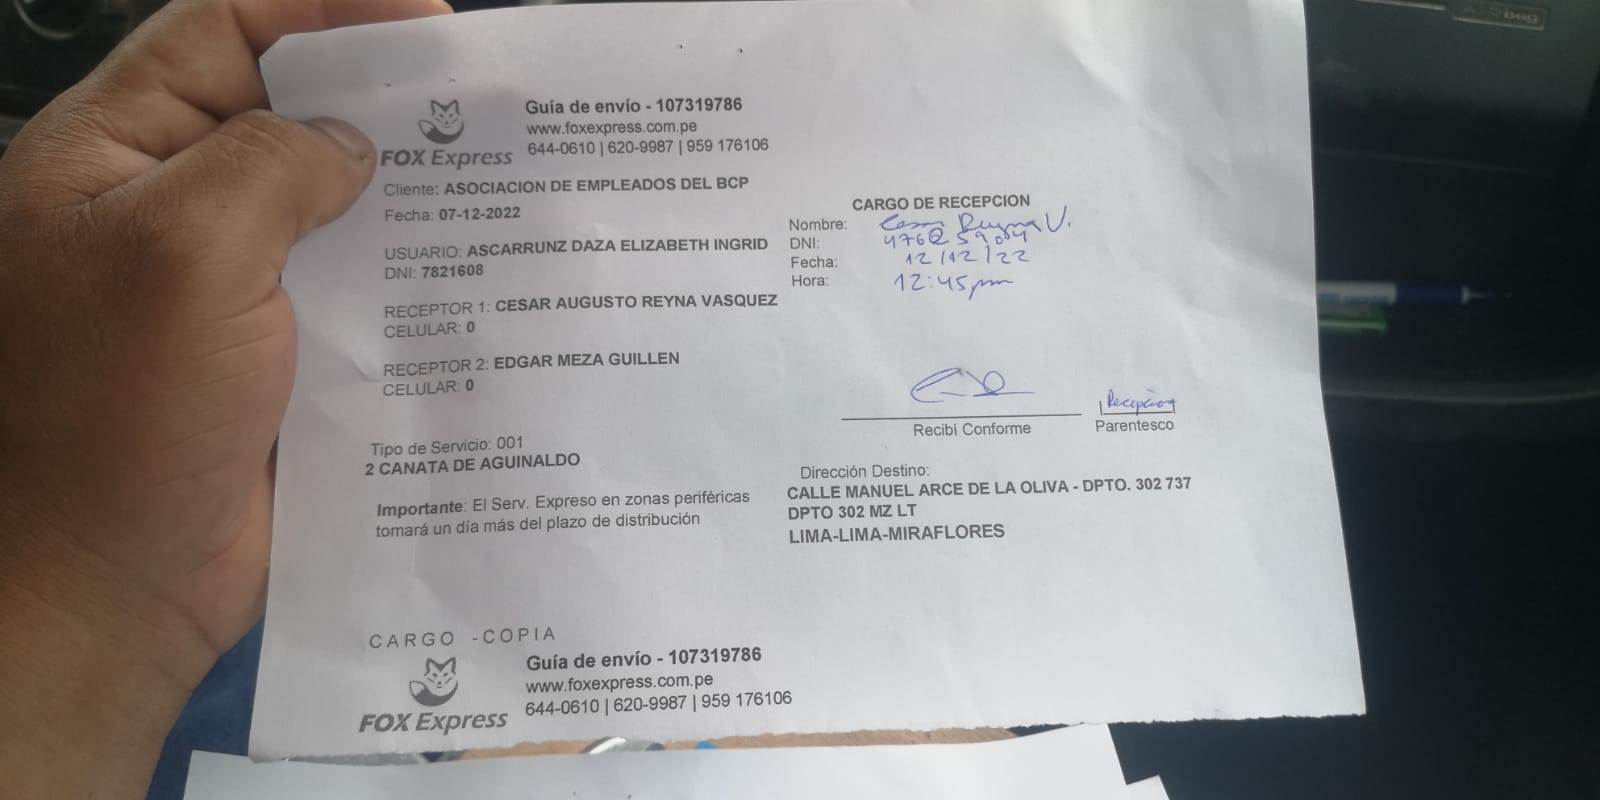 Guía de envío - 107319786
www.foxexpress.com.pe
644-0610 | 620-9987 | 959 176106
FOX Express
Cliente: ASOCIACION DE EMPLEADOS DEL BCP
Fecha: 07-12-2022
USUARIO: ASCARRUNZ DAZA ELIZABETH INGRID
DNI: 7821608
RECEPTOR 1: CESAR AUGUSTO REYNA VASQUEZ
CELULAR: 0
RECEPTOR 2: EDGAR MEZA GUILLEN
CELULAR: 0
Tipo de Servicio: 001
2 CANATA DE AGUINALDO
Importante: El Serv. Expreso en zonas periféricas
tomará un día más del plazo de distribución
CARGO DE RECEPCION
Nombre: Cesar Reyna V.
DNI:
Fecha: 12/12/22
Hora: 12:45pm
Recibí Conforme
Recepción
Parentesco
Dirección Destino:
CALLE MANUEL ARCE DE LA OLIVA - DPTO. 302 737
DPTO 302 MZ LT
LIMA-LIMA-MIRAFLORES
CARGO -COPIA
Guía de envío - 107319786
www.foxexpress.com.pe
644-0610 | 620-9987 | 959 176106
FOX Express